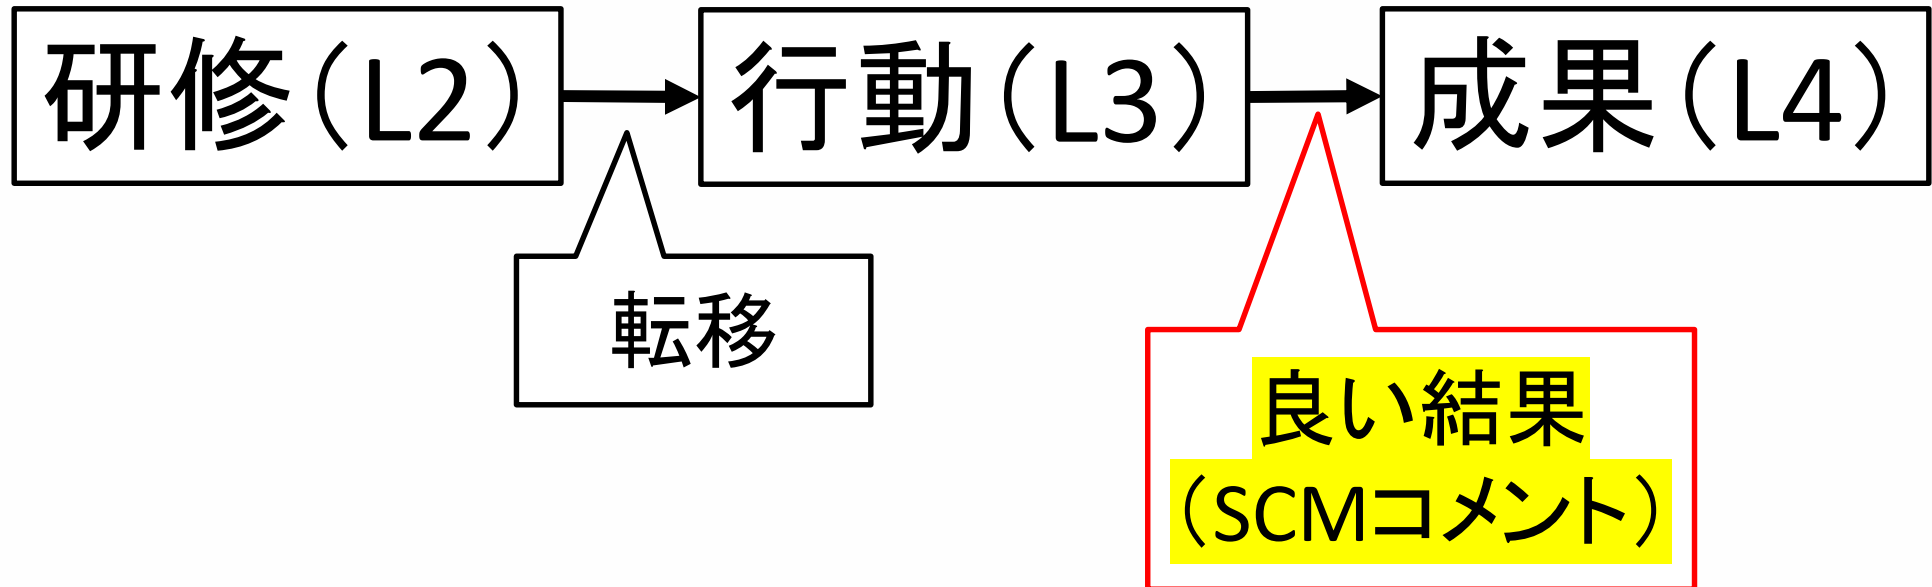 研修（L2）
行動（L3）
成果（L4）
転移
良い結果
（SCMコメント）